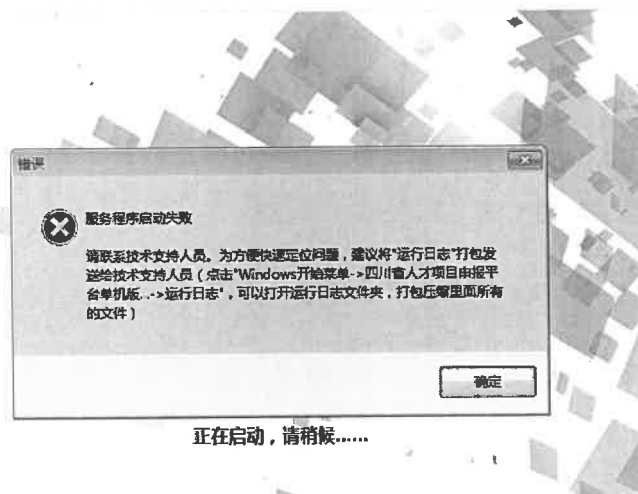 错误
服务程序启动失败
请联系技术支持人员。为方便快速定位问题，建议将"运行日志"打包发
送给技术支持人员（点击"Windows开始菜单->四川省人才项目申报平
台单机版...->运行日志"，可以打开运行日志文件夹，打包压缩里面所有
的文件）
确定
正在启动，请稍候......